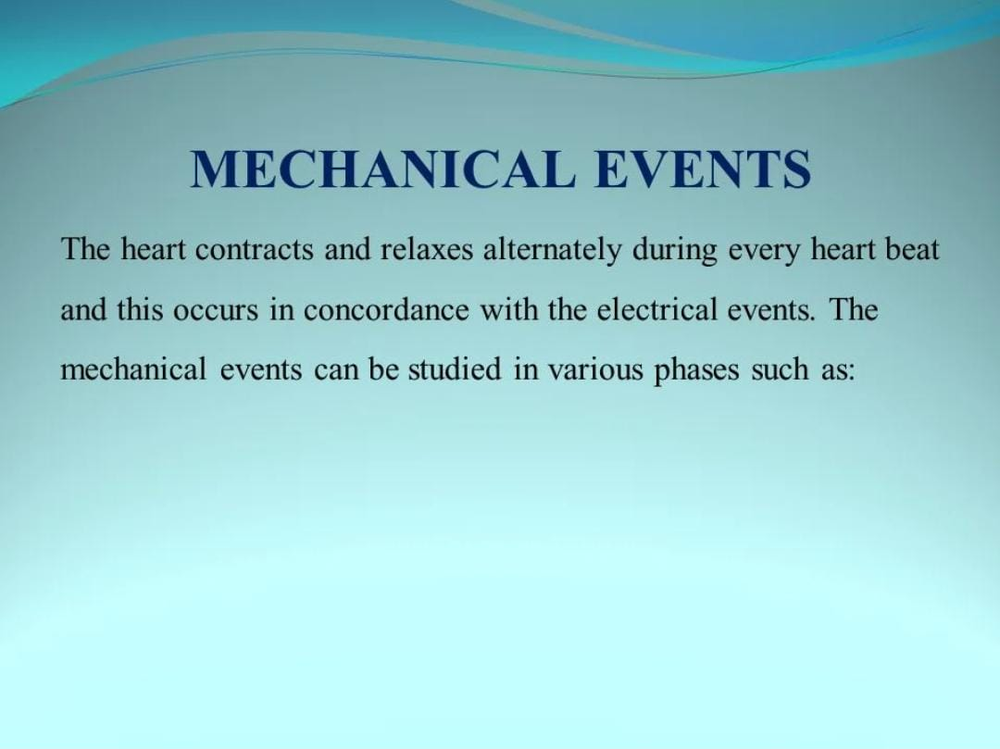 MECHANICAL EVENTS
The heart contracts and relaxes alternately during every heart beat
and this occurs in concordance with the electrical events. The
mechanical events can be studied in various phases such as: